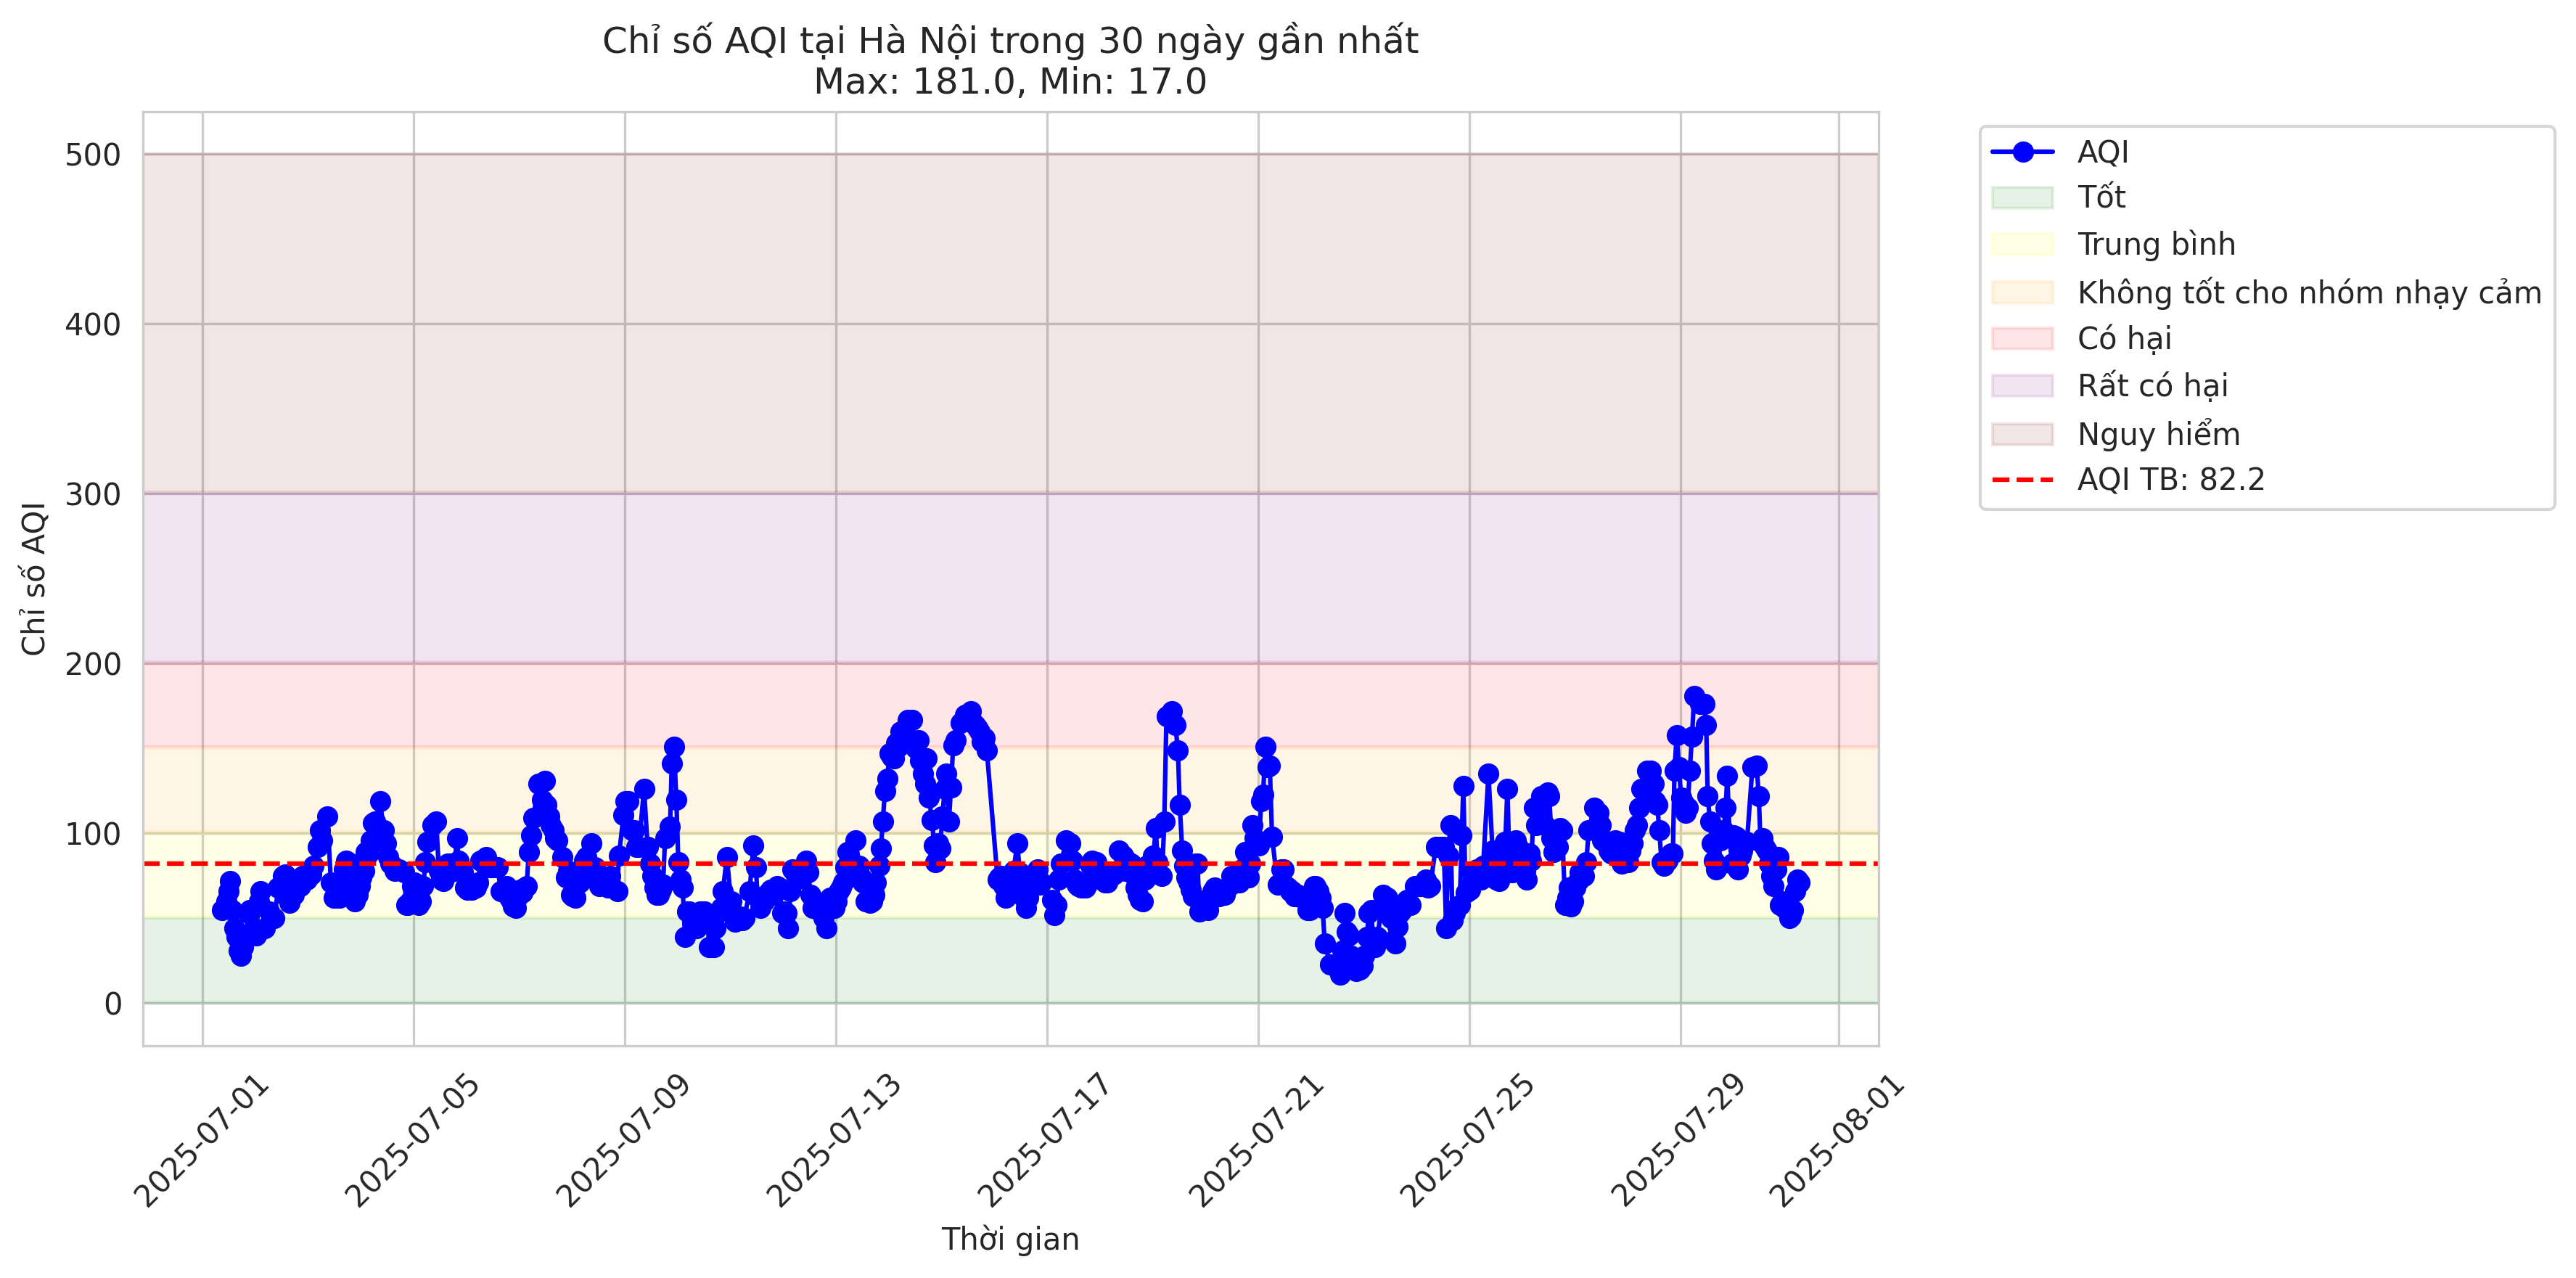 Chỉ số AQI tại Hà Nội trong 30 ngày gần nhất
Max: 181.0, Min: 17.0
Chỉ số AQI
500
400
300
200
100
0
2025-07-01
2025-07-05
2025-07-09
2025-07-13
2025-07-17
2025-07-21
2025-07-25
2025-07-29
2025-08-01
Thời gian
AQI
Tốt
Trung bình
Không tốt cho nhóm nhạy cảm
Có hại
Rất có hại
Nguy hiểm
AQI TB: 82.2